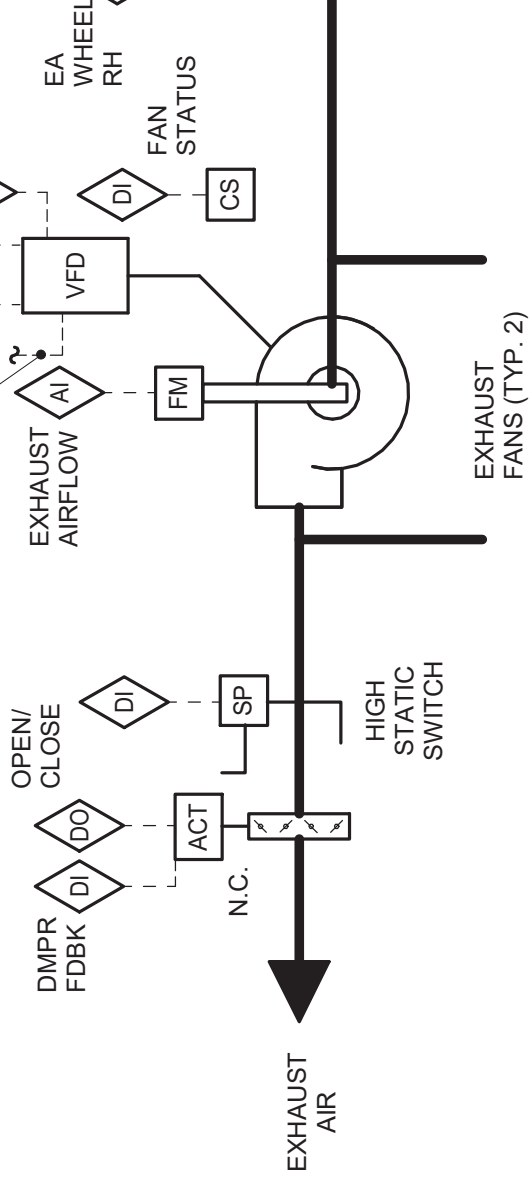 EXHAUST
AIR
DMPR
FDBK
DI
DO
OPEN/
CLOSE
ACT
N.C.
DI
SP
HIGH
STATIC
SWITCH
EXHAUST
AIRFLOW
AI
FM
VFD
EXHAUST
FANS (TYP. 2)
DI
CS
FAN
STATUS
EA
WHEEL
RH